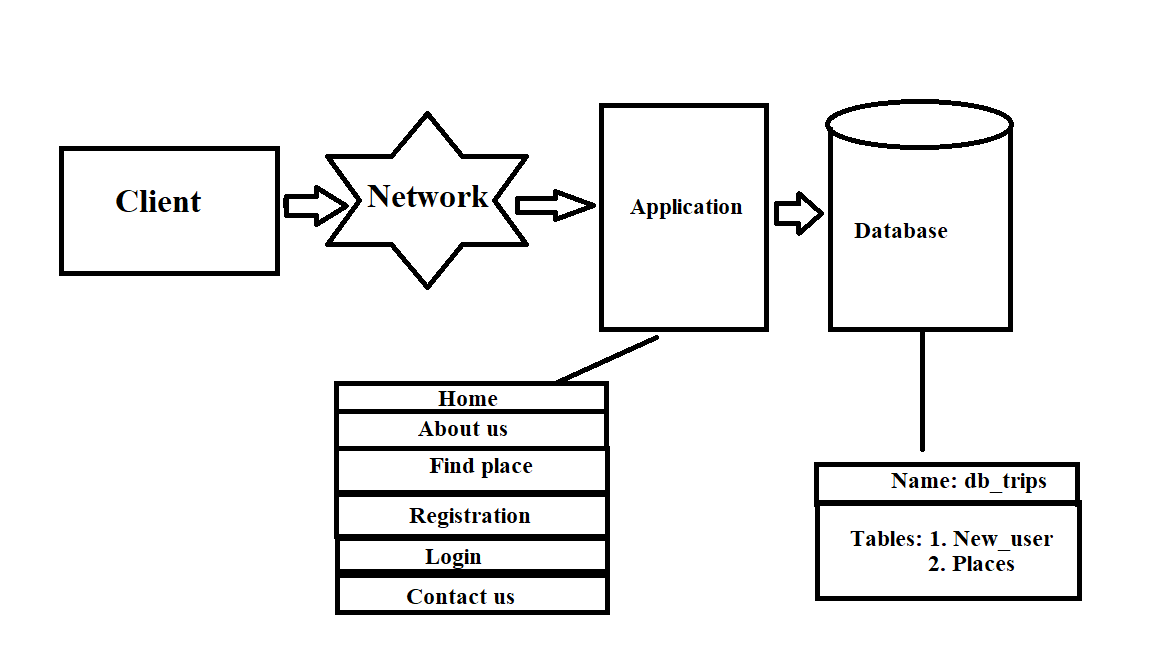 Client
Network
Application
Database
Home
About us
Find place
Registration
Login
Contact us
Name: db_trips
Tables: 1. New_user
2. Places